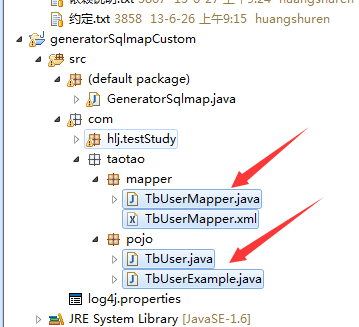 约定.txt 3858 13-6-26 上午9:15 huangshuren
generatorSqlmapCustom
src
(default package)
GeneratorSqlmap.java
com
hlj.testStudy
taotao
mapper
TbUserMapper.java
TbUserMapper.xml
pojo
TbUser.java
TbUserExample.java
log4j.properties
JRE System Library [JavaSE-1.6]